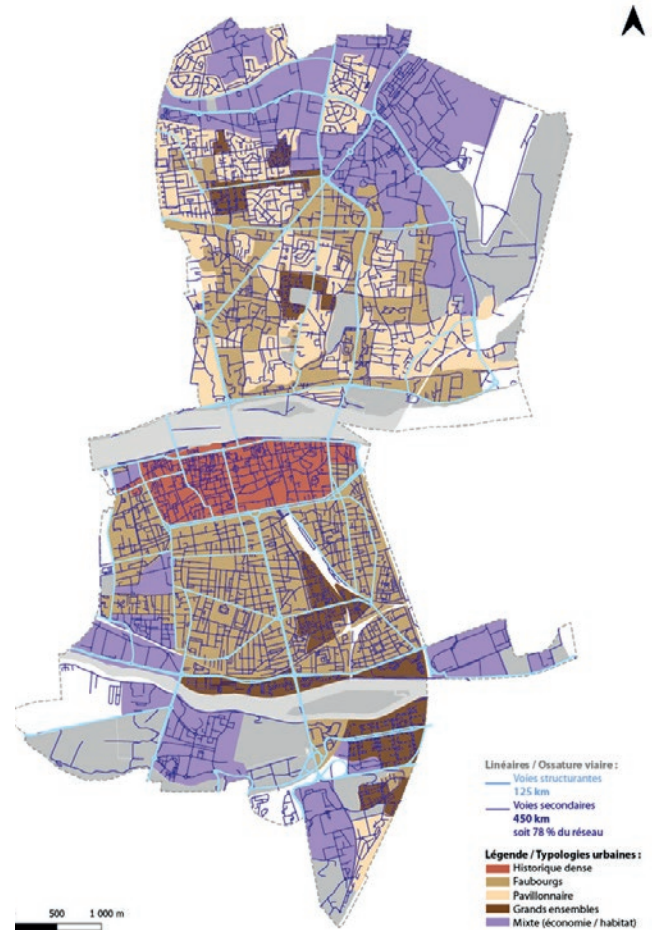 Linéaires / Ossature viaire :
Voies structurantes
125 km
Voies secondaires
450 km
soit 78 % du réseau
Légende / Typologies urbaines :
Historique dense
Faubourgs
Pavillonnaire
Grands ensembles
Mixte (économie / habitat)
500 1 000 m